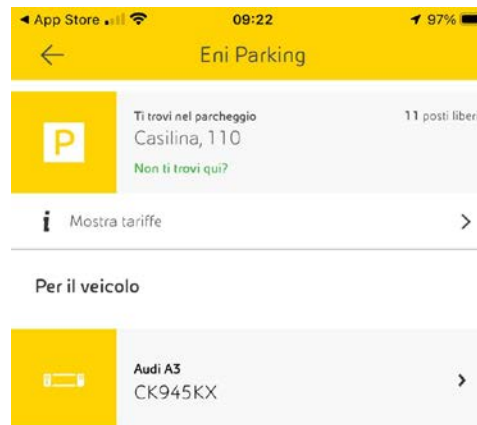 App Store 09:22 97%
Eni Parking
Ti trovi nel parcheggio 11 posti liberi
P Casilina, 110
Non ti trovi qui?
i Mostra tariffe
Per il veicolo
Audi A3
CK945KX